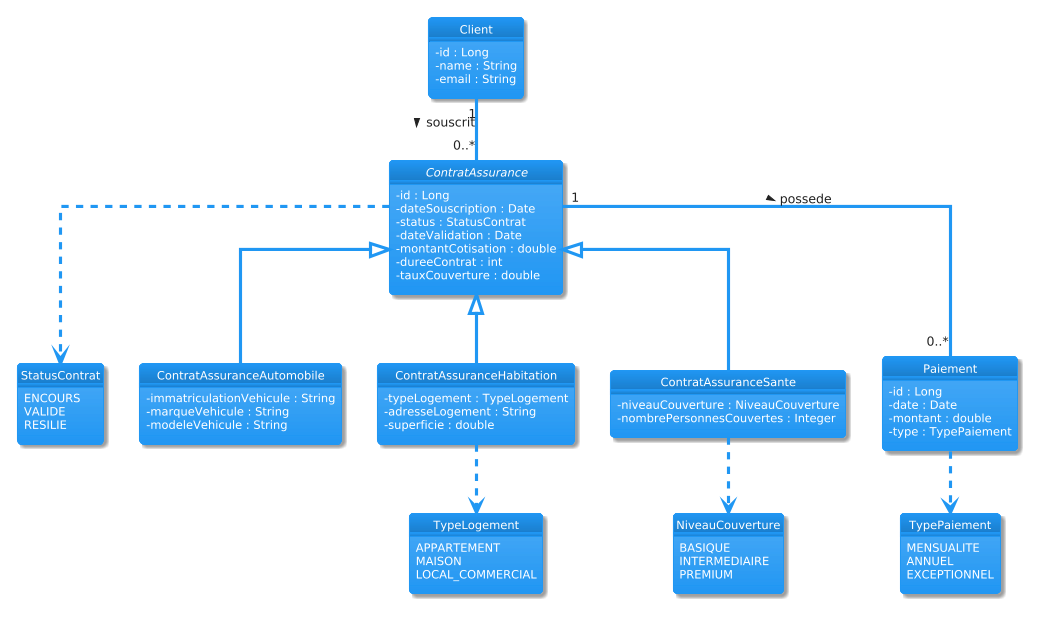 Client
-id : Long
-name : String
-email : String
1
souscrit
0..*
ContratAssurance
-id : Long
-dateSouscription : Date
-status : StatusContrat
-dateValidation : Date
-montantCotisation : double
-dureeContrat : int
-tauxCouverture : double
1
possede
0..*
StatusContrat
ENCOURS
VALIDE
RESILIE
ContratAssuranceAutomobile
-immatriculationVehicule : String
-marqueVehicule : String
-modeleVehicule : String
ContratAssuranceHabitation
-typeLogement : TypeLogement
-adresseLogement : String
-superficie : double
ContratAssuranceSante
-niveauCouverture : NiveauCouverture
-nombrePersonnesCouvertes : Integer
Paiement
-id : Long
-date : Date
-montant : double
-type : TypePaiement
TypeLogement
APPARTEMENT
MAISON
LOCAL_COMMERCIAL
NiveauCouverture
BASIQUE
INTERMEDIAIRE
PREMIUM
TypePaiement
MENSUALITE
ANNUEL
EXCEPTIONNEL